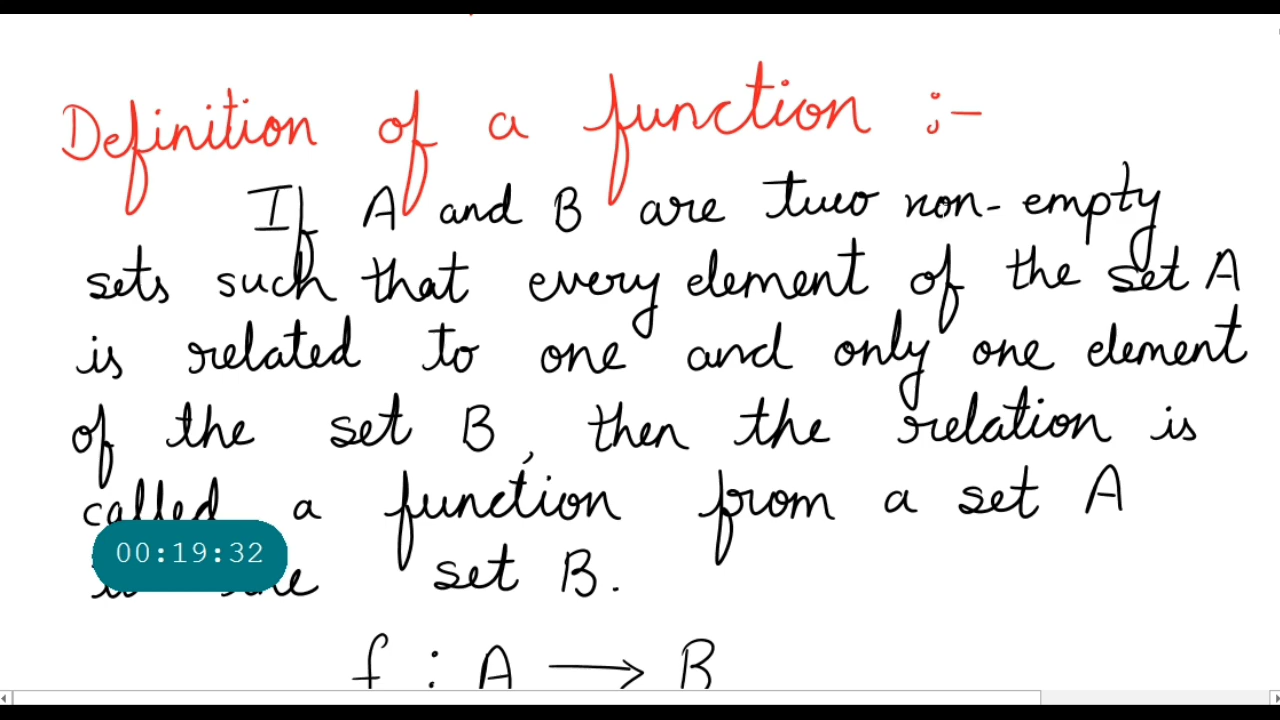 Definition of a function :-
If A and B are two non-empty
sets such that every element of the set A
is related to one and only one element
of the set B, then the relation is
called a function from a set A
set B.
f : A → B
00:19:32